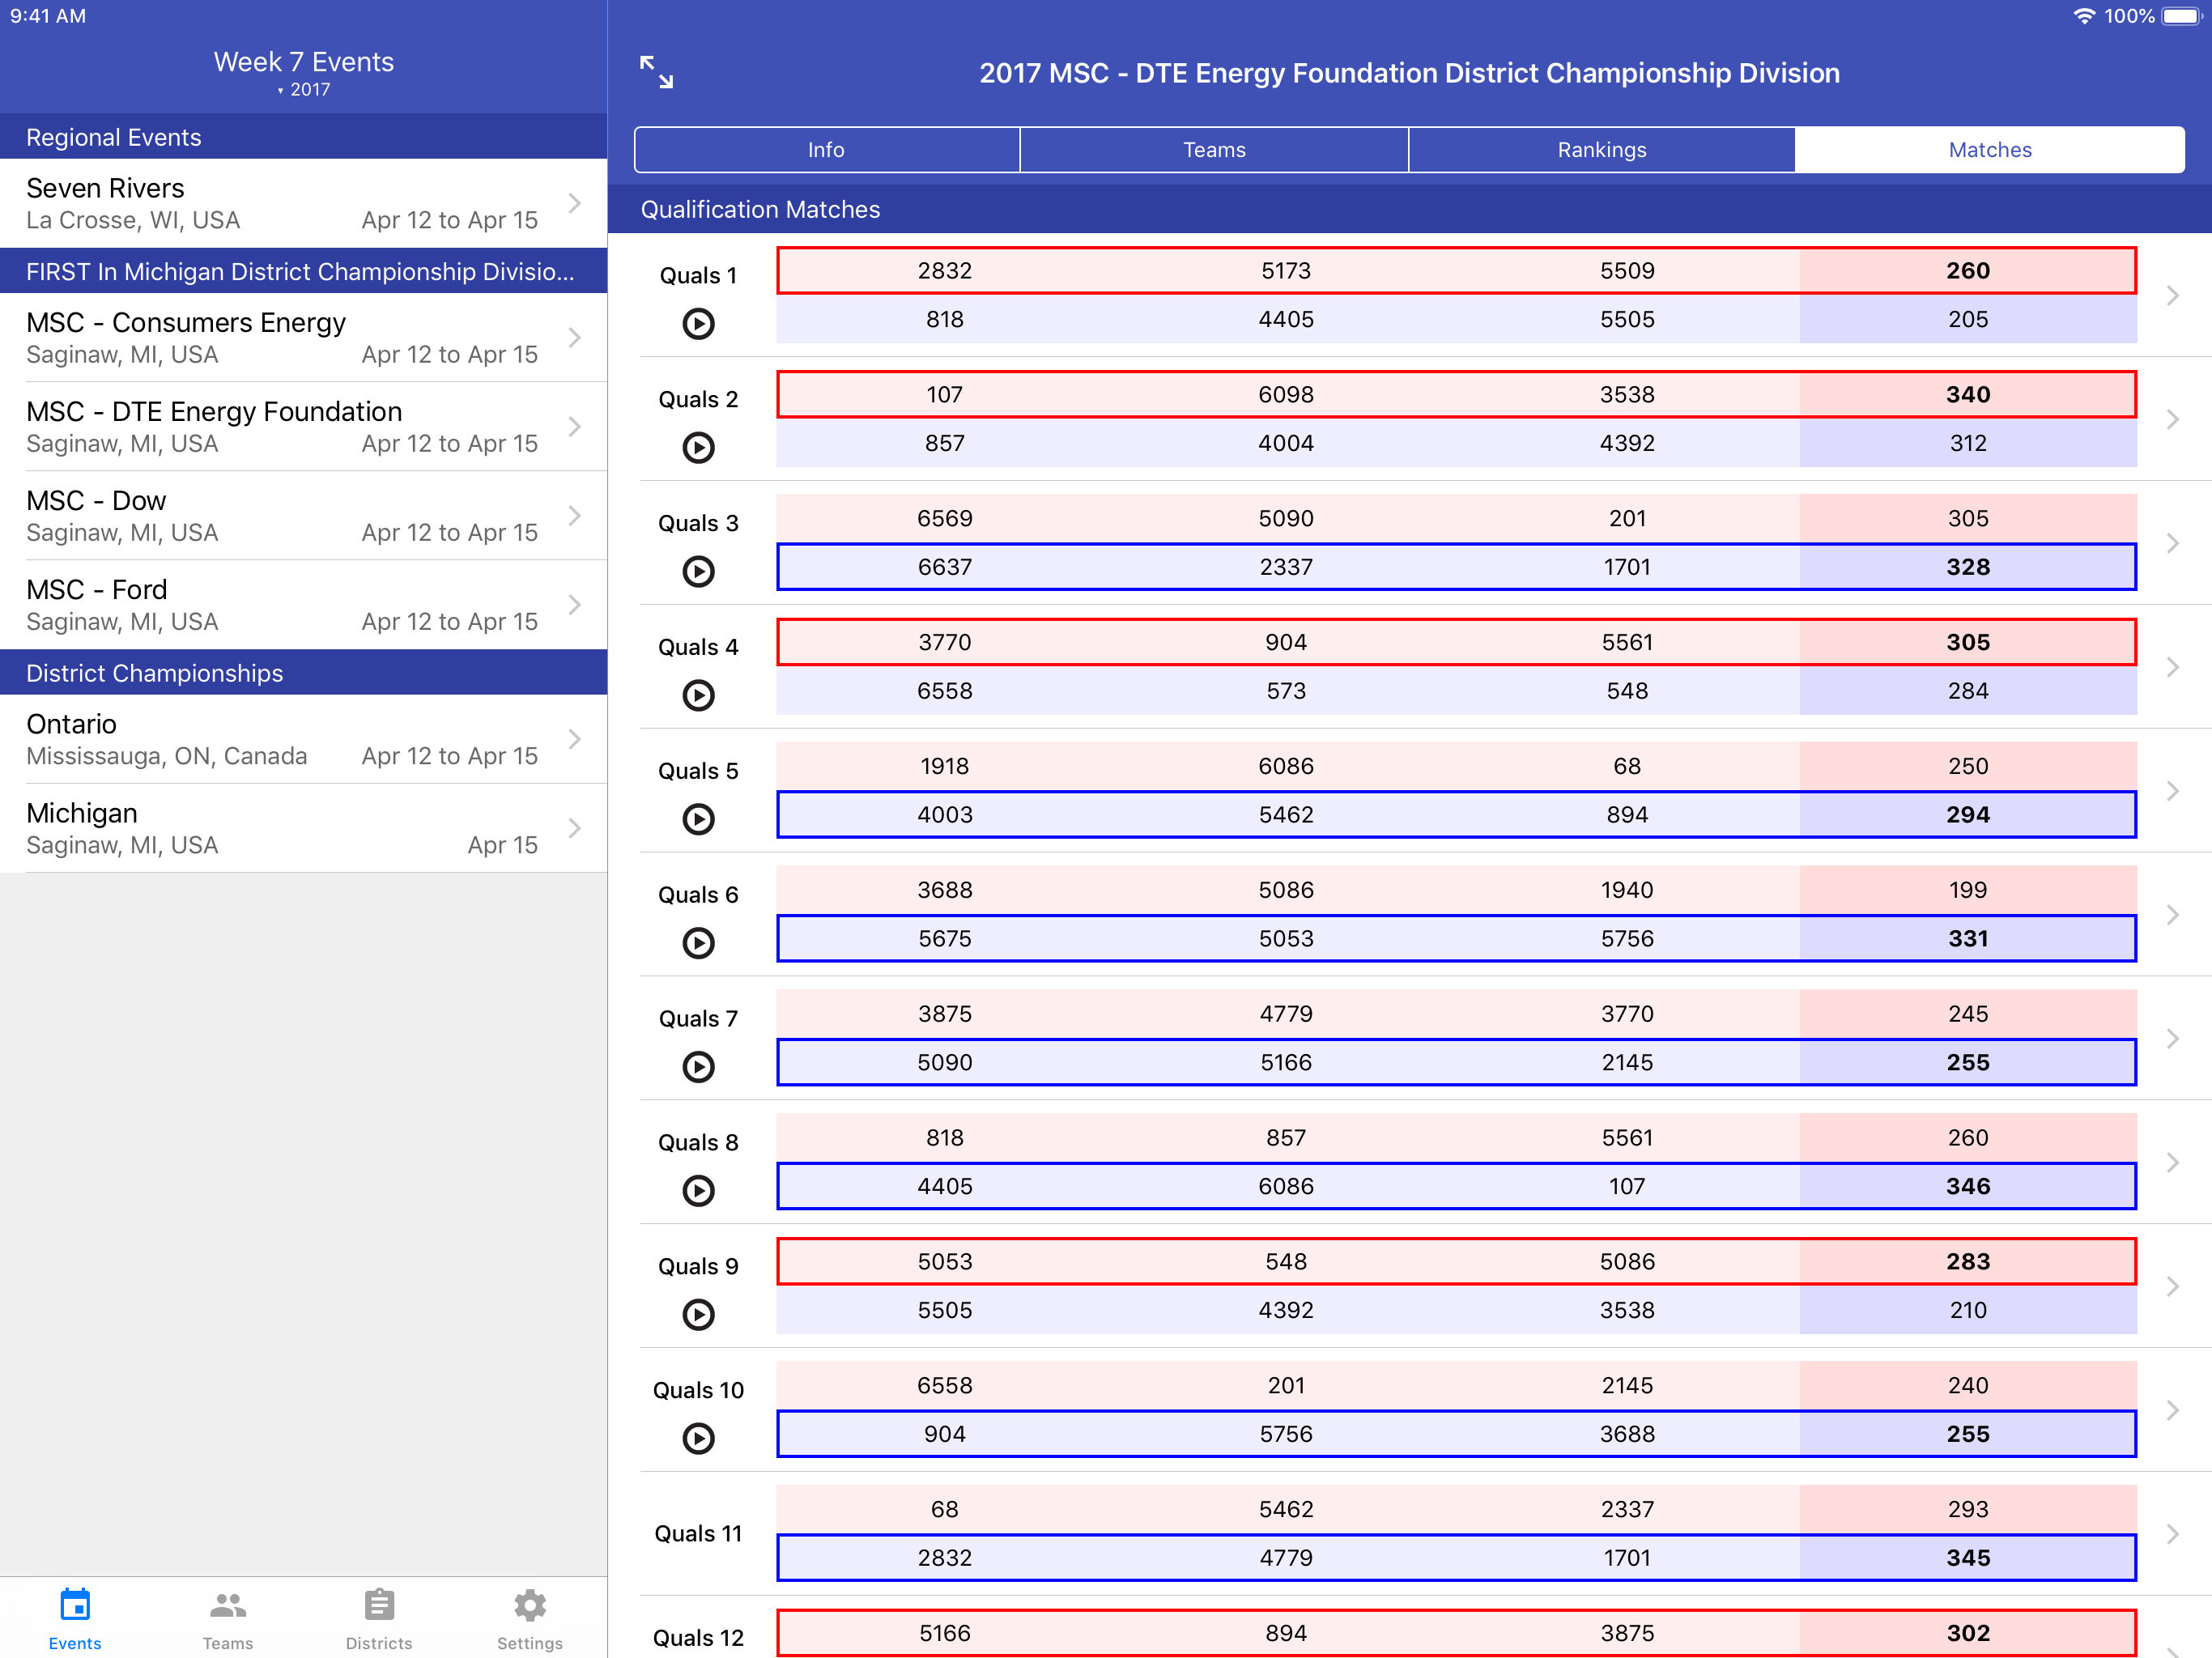 9:41 AM
100%
Week 7 Events
▾ 2017
Regional Events
Seven Rivers
La Crosse, WI, USA Apr 12 to Apr 15
FIRST In Michigan District Championship Divisio...
MSC - Consumers Energy
Saginaw, MI, USA Apr 12 to Apr 15
MSC - DTE Energy Foundation
Saginaw, MI, USA Apr 12 to Apr 15
MSC - Dow
Saginaw, MI, USA Apr 12 to Apr 15
MSC - Ford
Saginaw, MI, USA Apr 12 to Apr 15
District Championships
Ontario
Mississauga, ON, Canada Apr 12 to Apr 15
Michigan
Saginaw, MI, USA Apr 15
Events Teams Districts Settings
2017 MSC - DTE Energy Foundation District Championship Division
Info Teams Rankings Matches
Qualification Matches
Quals 1
2832 5173 5509 260
818 4405 5505 205
Quals 2
107 6098 3538 340
857 4004 4392 312
Quals 3
6569 5090 201 305
6637 2337 1701 328
Quals 4
3770 904 5561 305
6558 573 548 284
Quals 5
1918 6086 68 250
4003 5462 894 294
Quals 6
3688 5086 1940 199
5675 5053 5756 331
Quals 7
3875 4779 3770 245
5090 5166 2145 255
Quals 8
818 857 5561 260
4405 6086 107 346
Quals 9
5053 548 5086 283
5505 4392 3538 210
Quals 10
6558 201 2145 240
904 5756 3688 255
Quals 11
68 5462 2337 293
2832 4779 1701 345
Quals 12
5166 894 3875 302